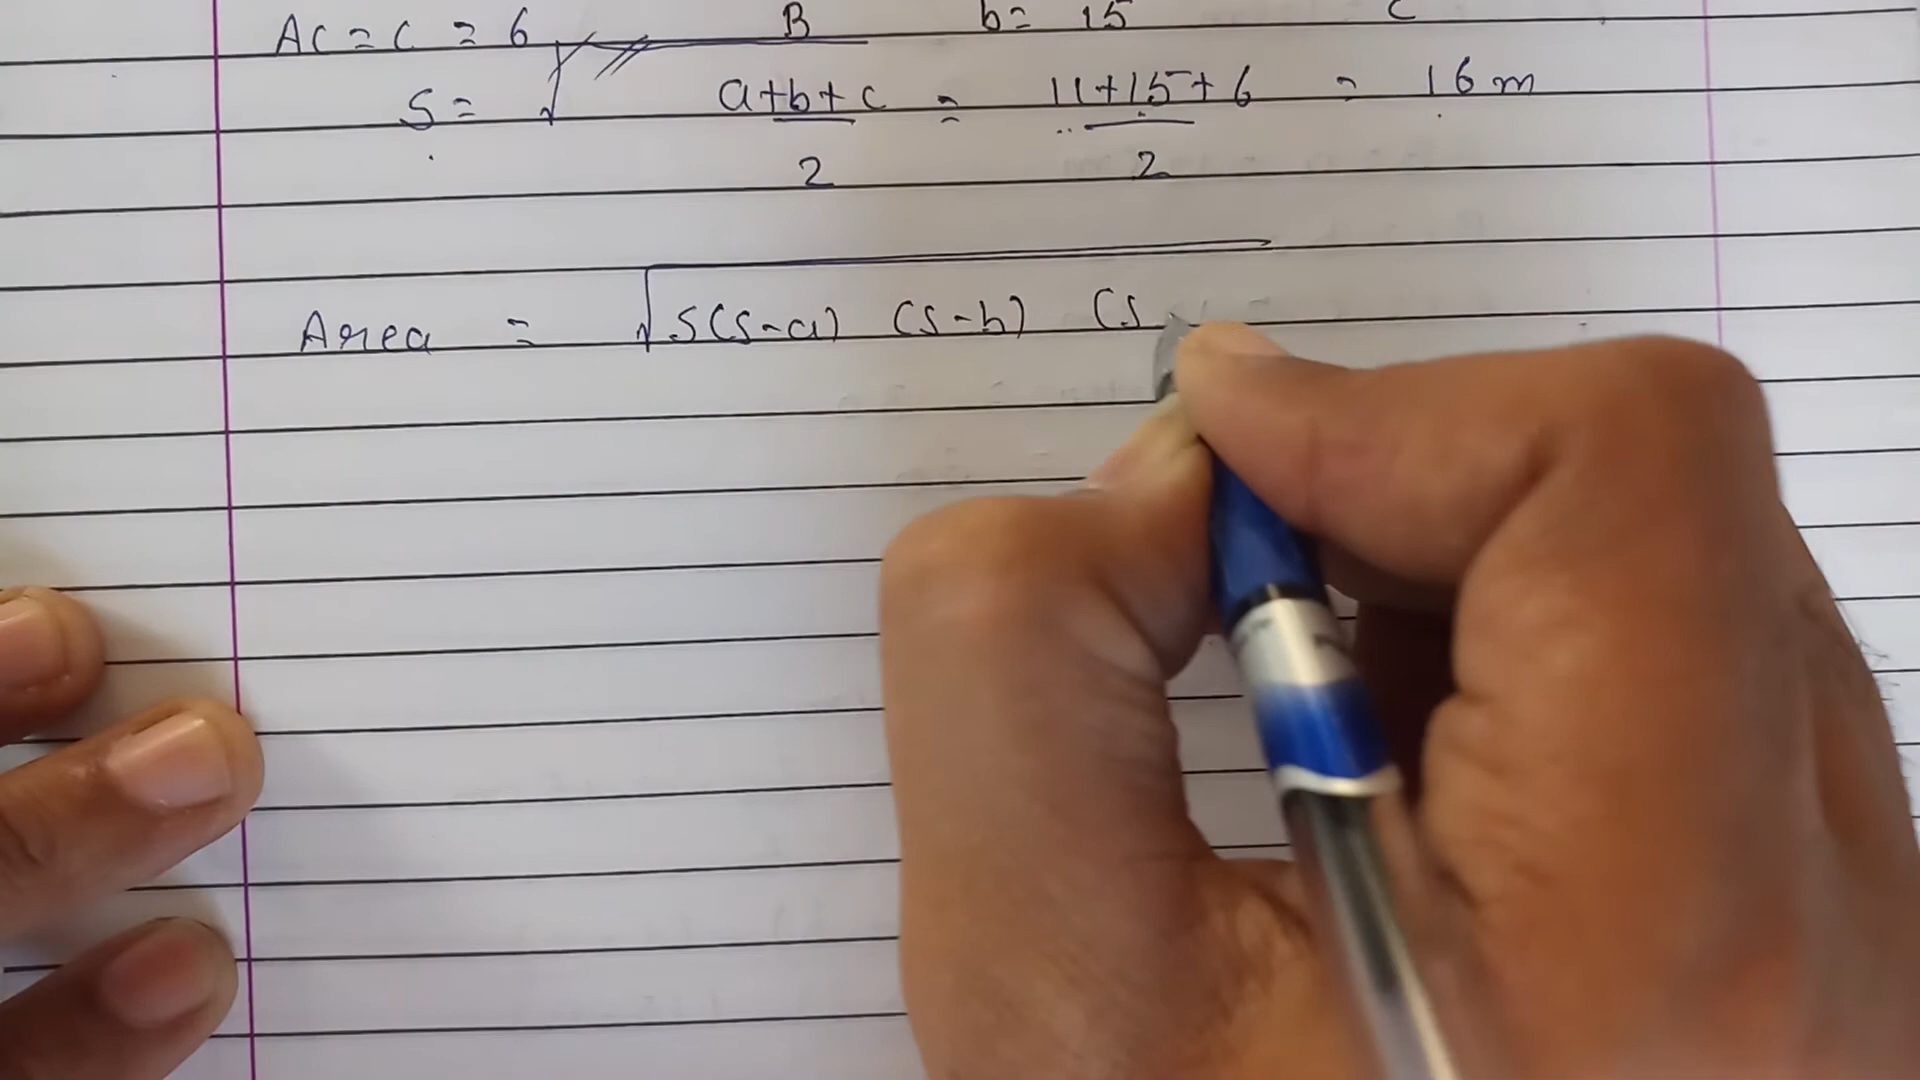 AC = c = 6 B b = 15 C
S = a+b+c = 11+15+6 = 16 m
2 2
Area = √S(S-a) (S-b) (S